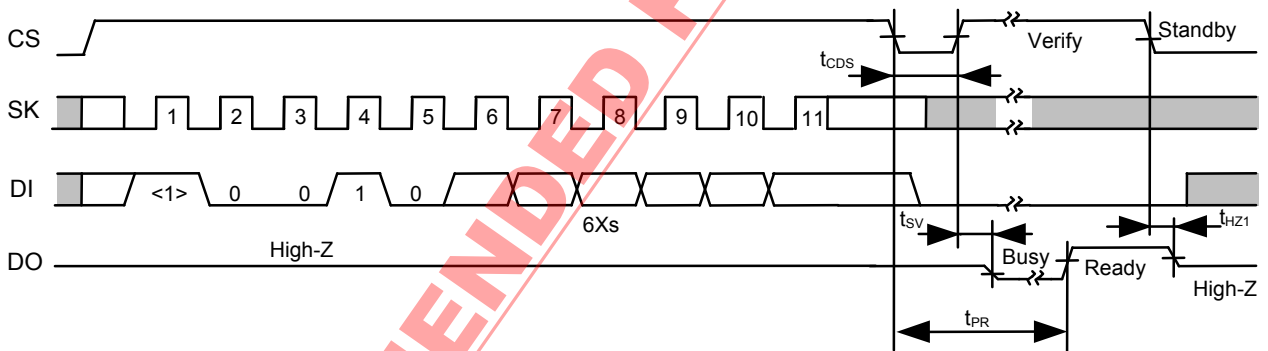 CS
Verify
Standby
tCDS
SK
1 2 3 4 5 6 7 8 9 10 11
DI
<1> 0 0 1 0
6Xs
tSV
tHZ1
High-Z
DO
Busy
Ready
High-Z
tPR
ENDED